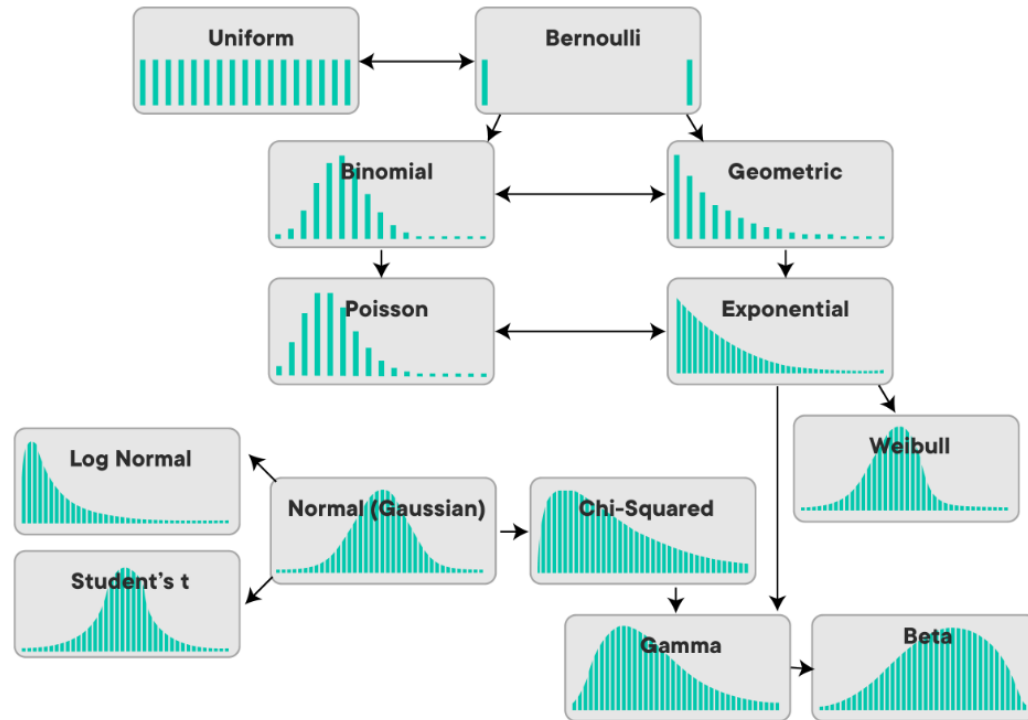 Uniform
Bernoulli
Binomial
Geometric
Poisson
Exponential
Weibull
Log Normal
Normal (Gaussian)
Chi-Squared
Student's t
Gamma
Beta